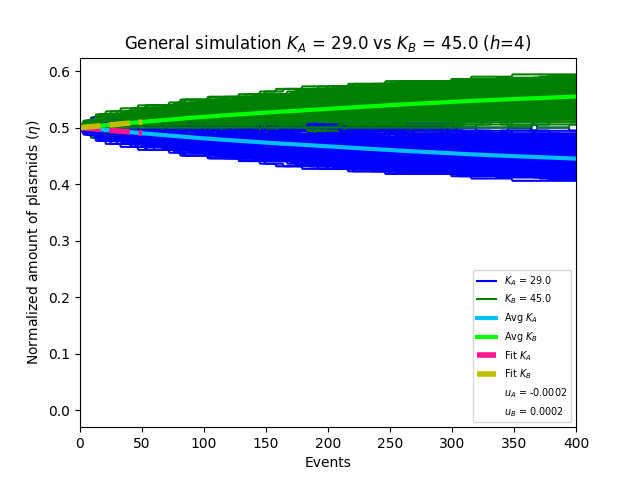 General simulation K_A = 29.0 vs K_B = 45.0 (h=4)
Normalized amount of plasmids (η)
0.6
0.5
0.4
0.3
0.2
0.1
0.0
K_A = 29.0
K_B = 45.0
Avg K_A
Avg K_B
Fit K_A
Fit K_B
u_A = -0.0002
u_B = 0.0002
0 50 100 150 200 250 300 350 400
Events